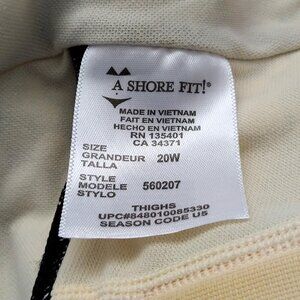 A SHORE FIT!®
MADE IN VIETNAM
FAIT EN VIETNAM
HECHO EN VIETNAM
RN 135401
CA 34371
SIZE
GRANDEUR 20W
TALLA
STYLE
MODELE 560207
STYLO
THIGHS
UPC#848010085330
SEASON CODE U5